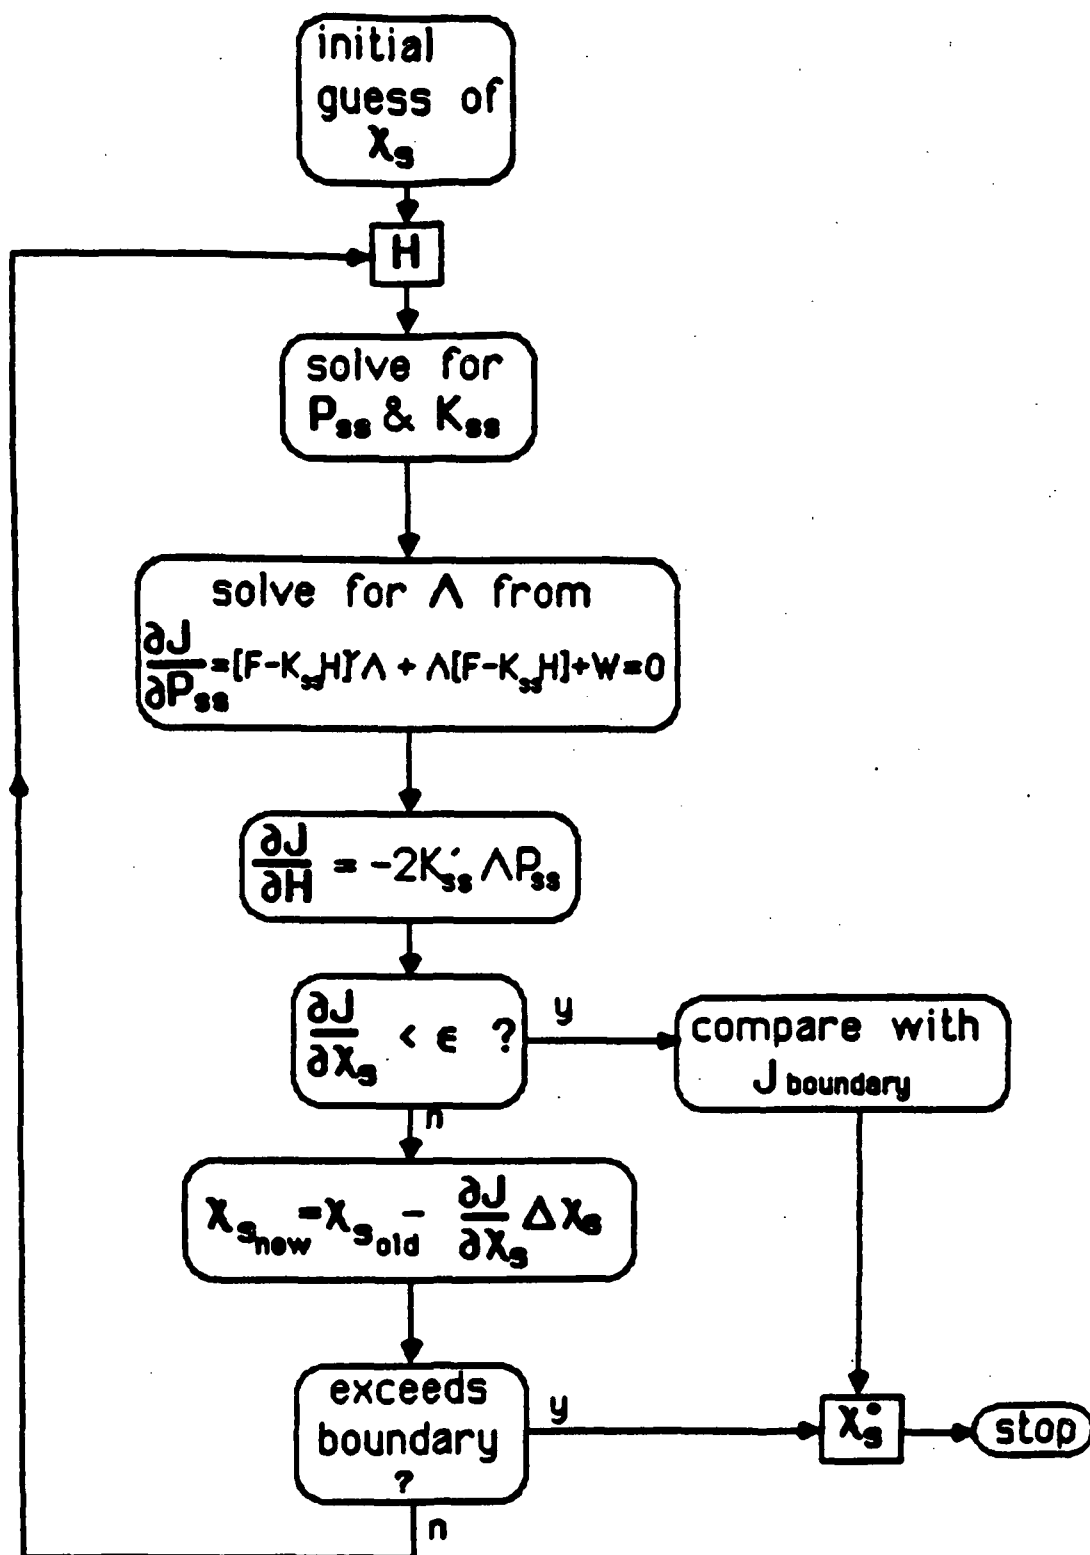 initial
guess of
χₛ
H
solve for
Pₛₛ & Kₛₛ
solve for Λ from
∂J/∂Pₛₛ = [F-KₛₛH]'Λ + Λ[F-KₛₛH]+W=0
∂J/∂H = -2K'ₛₛ ΛPₛₛ
∂J/∂χₛ < ϵ ?
y
n
compare with
J boundary
χₛ new = χₛ old - ∂J/∂χₛ Δχₛ
exceeds
boundary
?
y
n
χₛ°
stop